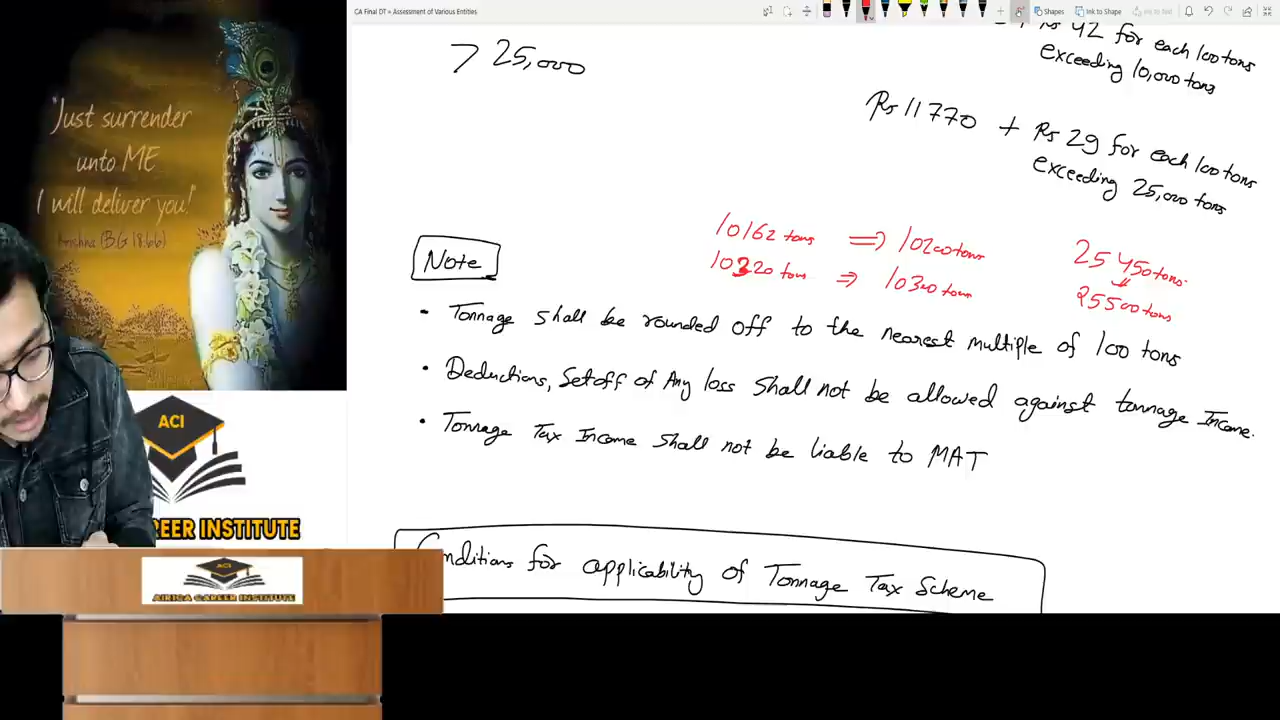 CA Final DT = Assessment of Various Entities
Shapes
Ink to Shape
Ink to Text
"Just surrender
unto ME
I will deliver you!"
Krishna (B.G 18:66)
ACI
CAREER INSTITUTE
ACI
AIRIGA CAREER INSTITUTE
> 25,000
Rs 42 for each 100 tons
exceeding 10,000 tons
Rs 11770 + Rs 29 for each 100 tons
exceeding 25,000 tons
10162 tons => 10200 tons
10320 tons => 10300 tons
25450 tons.
25500 tons
Note
• Tonnage shall be rounded off to the nearest multiple of 100 tons
• Deductions, Setoff of Any loss shall not be allowed against tonnage Income.
• Tonnage Tax Income shall not be liable to MAT
Conditions for applicability of Tonnage Tax Scheme